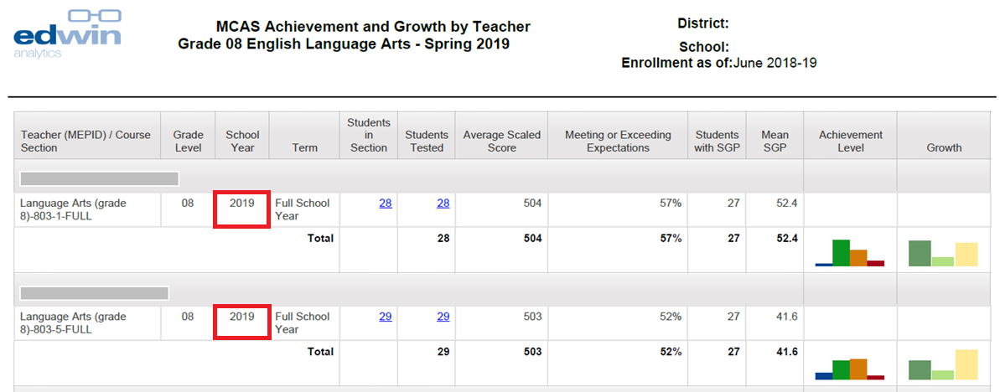 edwin
analytics
MCAS Achievement and Growth by Teacher
Grade 08 English Language Arts - Spring 2019
District:
School:
Enrollment as of:June 2018-19
Teacher (MEPID) / Course Section Grade Level School Year Term Students in Section Students Tested Average Scaled Score Meeting or Exceeding Expectations Students with SGP Mean SGP Achievement Level Growth
Language Arts (grade 8)-803-1-FULL 08 2019 Full School Year 28 28 504 57% 27 52.4
Total 28 504 57% 27 52.4
Language Arts (grade 8)-803-5-FULL 08 2019 Full School Year 29 29 503 52% 27 41.6
Total 29 503 52% 27 41.6